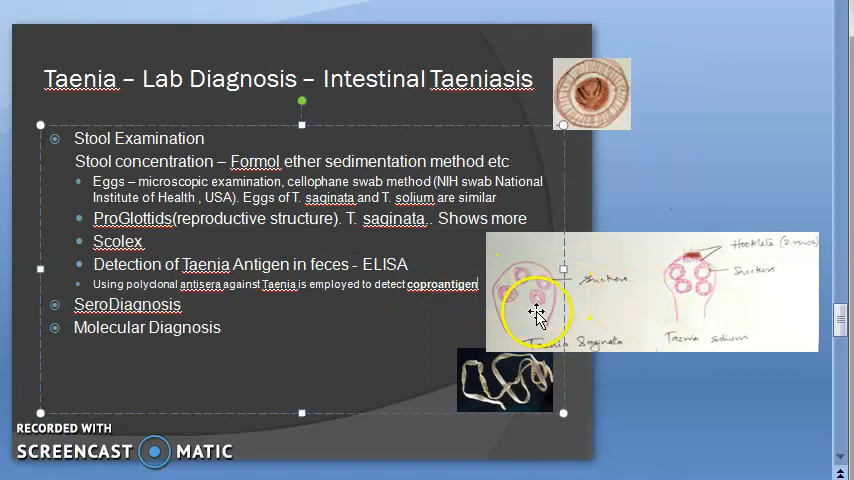 Taenia – Lab Diagnosis – Intestinal Taeniasis
Stool Examination
Stool concentration – Formol ether sedimentation method etc
Eggs – microscopic examination, cellophane swab method (NIH swab National
Institute of Health , USA). Eggs of T. saginata and T. solium are similar
ProGlottids(reproductive structure). T. saginata.. Shows more
Scolex
Detection of Taenia Antigen in feces - ELISA
Using polyclonal antisera against Taenia is employed to detect coproantigen
SeroDiagnosis
Molecular Diagnosis
Hooklets (2 rows)
Suckers.
Suckers
Taenia Saginata
Taenia solium
RECORDED WITH
SCREENCAST MATIC